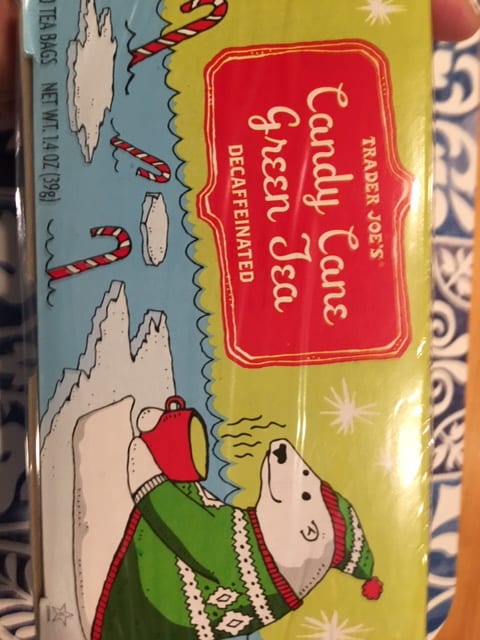 TRADER JOE'S®
Candy Cane
Green Tea
DECAFFEINATED
TEA BAGS NET WT. 1.4 OZ (39g)